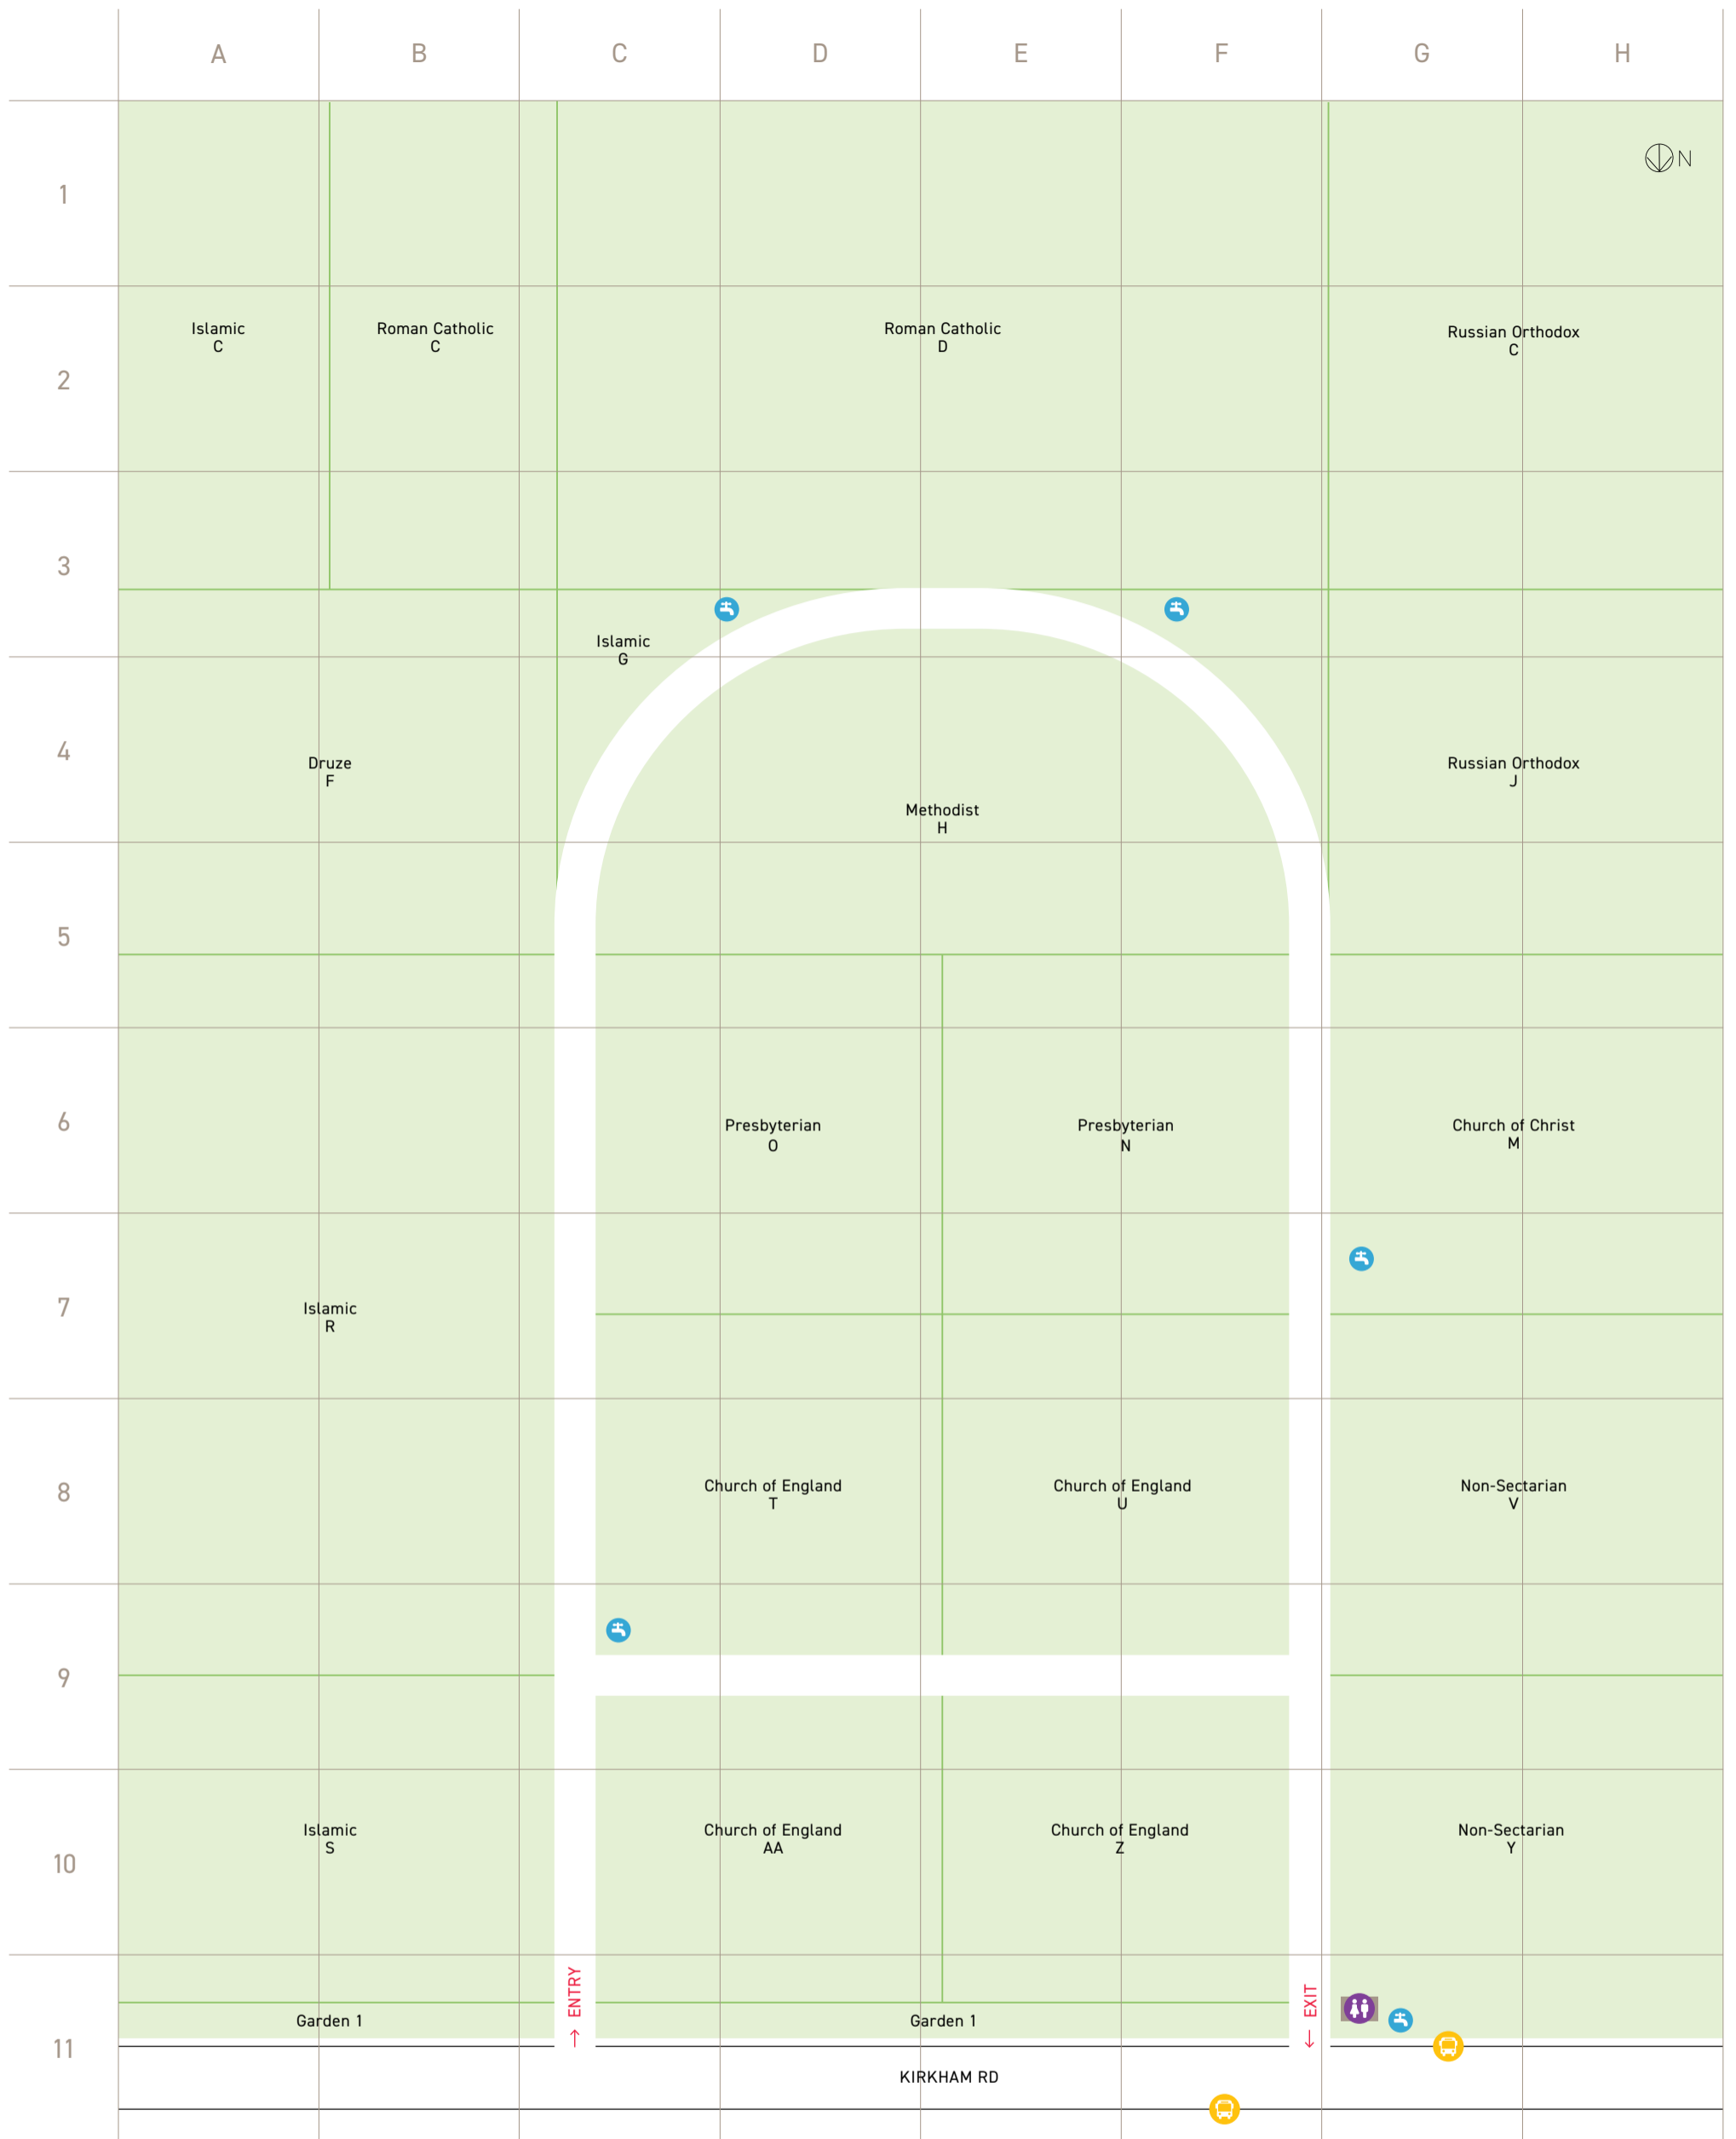 A B C D E F G H
1
N
Islamic
C
Roman Catholic
C
Roman Catholic
D
Russian Orthodox
C
2
3
Islamic
G
4
Druze
F
Russian Orthodox
J
Methodist
H
5
6
Presbyterian
O
Presbyterian
N
Church of Christ
M
7
Islamic
R
8
Church of England
T
Church of England
U
Non-Sectarian
V
9
Islamic
S
Church of England
AA
Church of England
Z
Non-Sectarian
Y
10
→ ENTRY
← EXIT
Garden 1
Garden 1
11
KIRKHAM RD